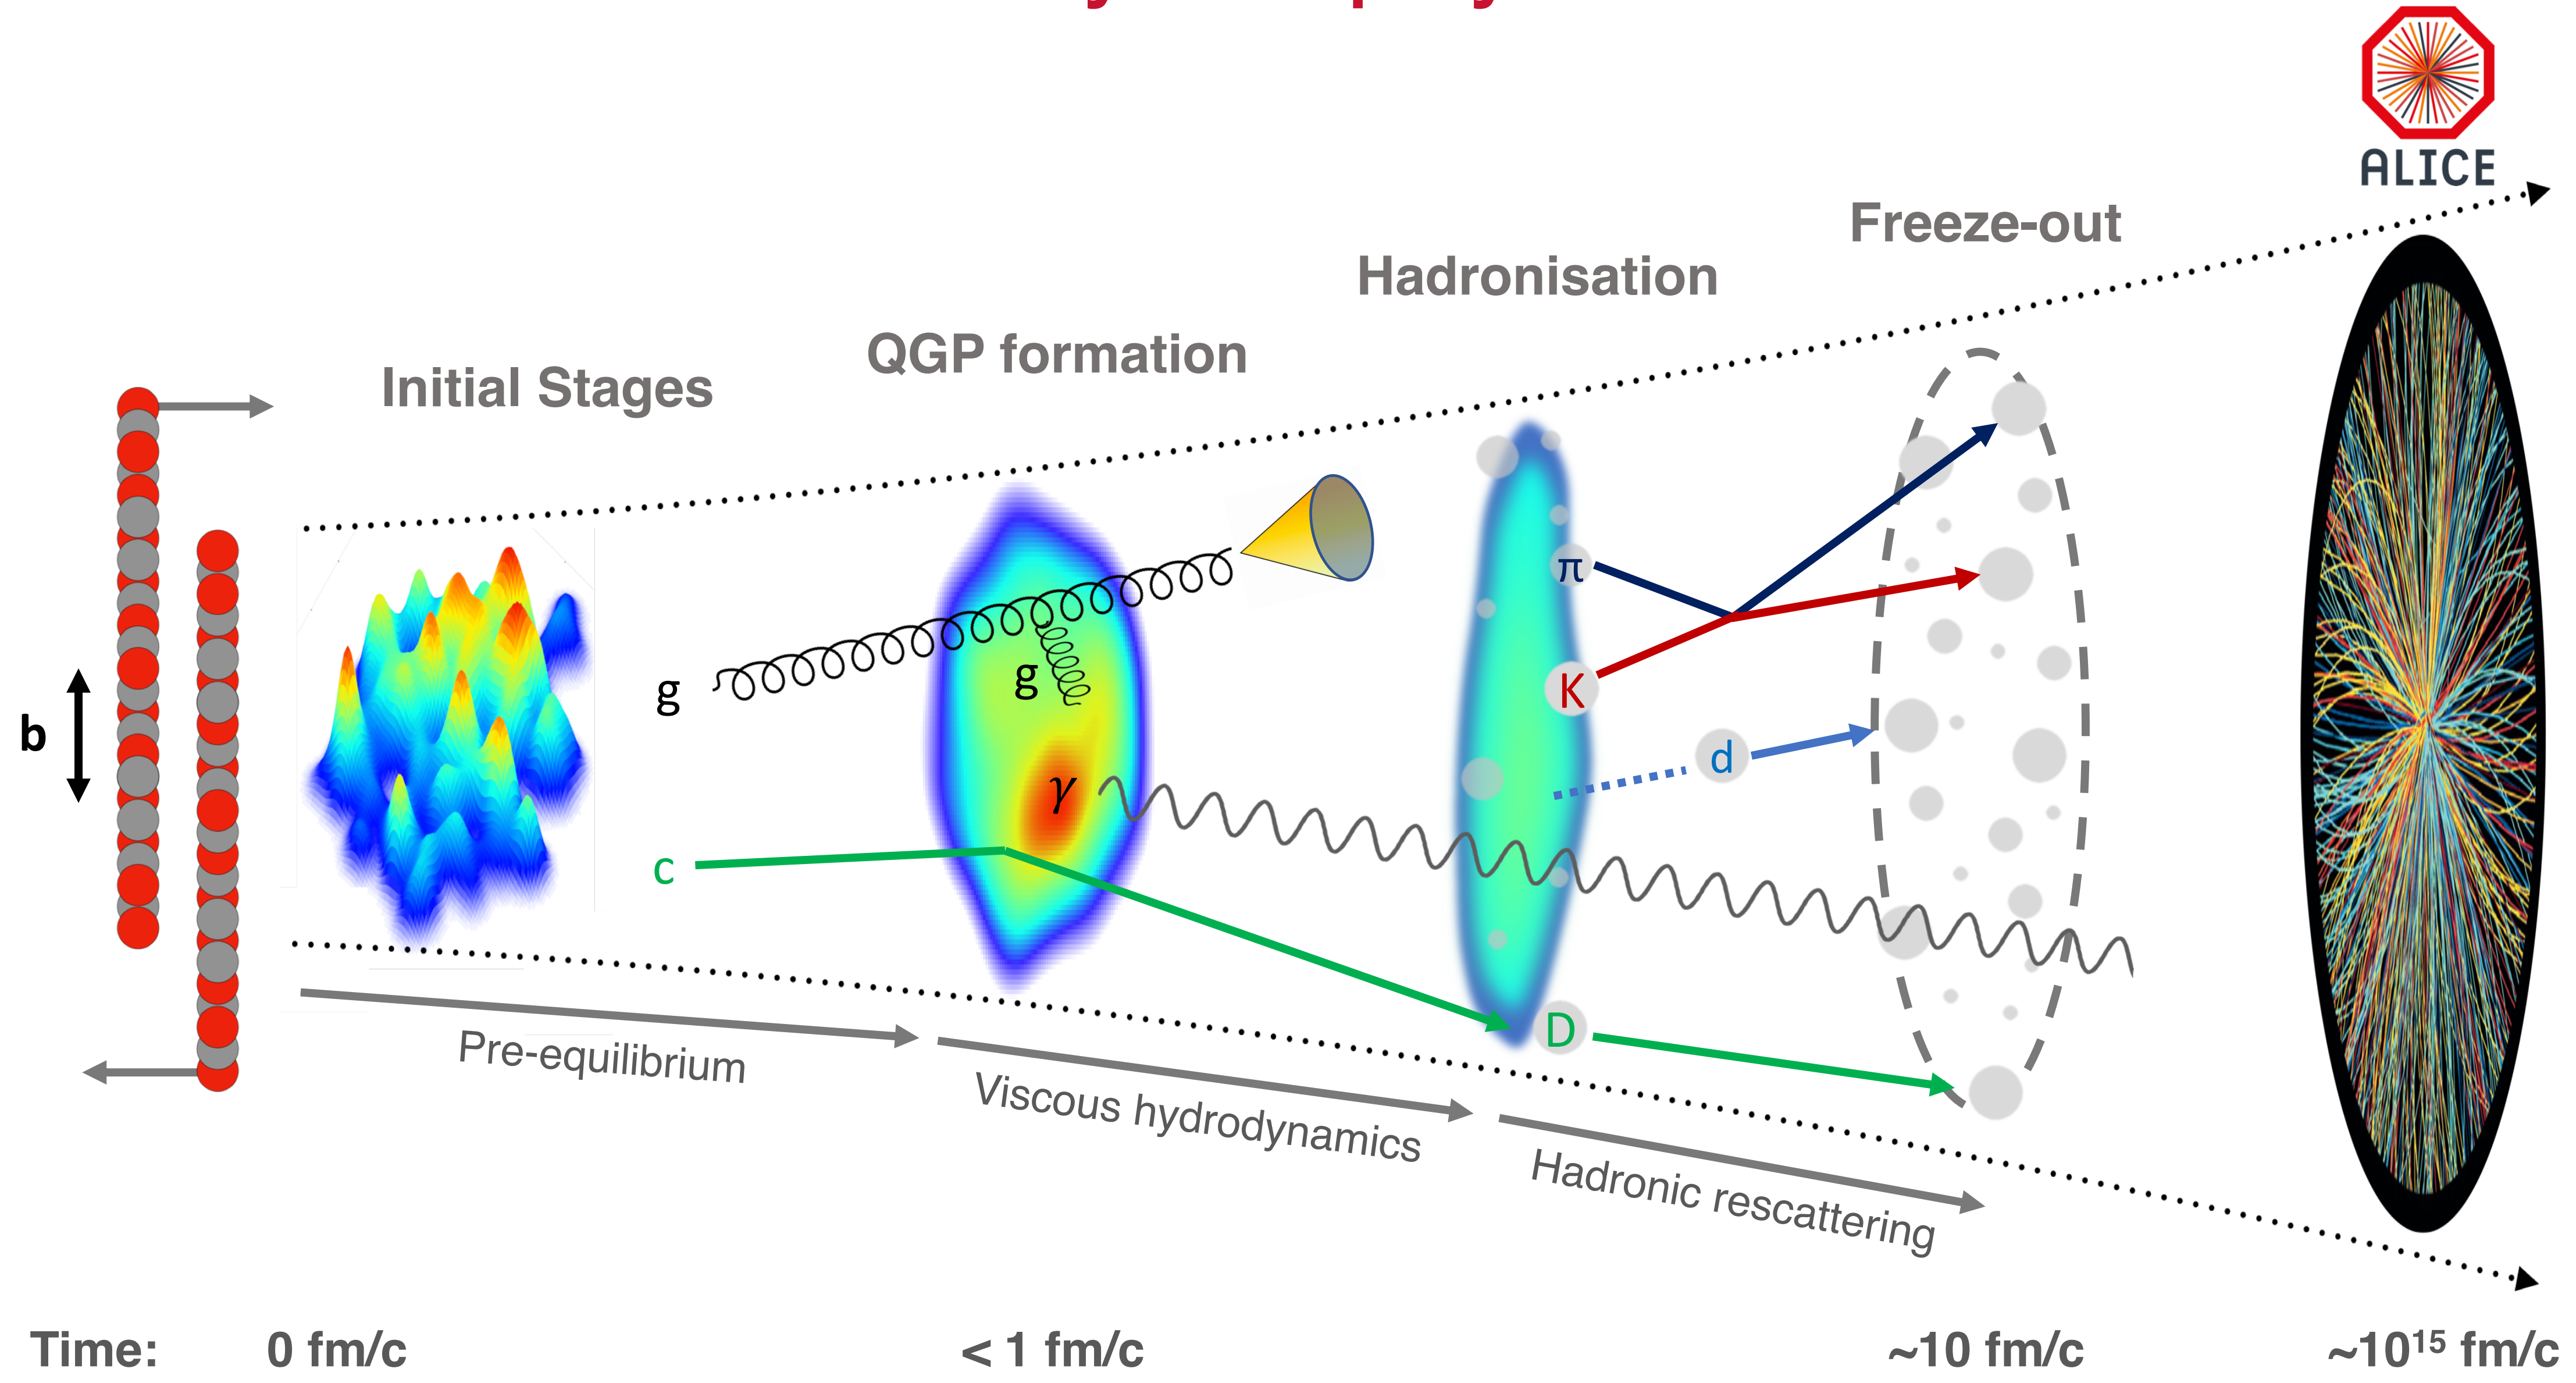 ALICE
Freeze-out
Hadronisation
QGP formation
Initial Stages
π
g
g
K
b
d
γ
c
D
Pre-equilibrium
Viscous hydrodynamics
Hadronic rescattering
Time: 0 fm/c < 1 fm/c ~10 fm/c ~10¹⁵ fm/c